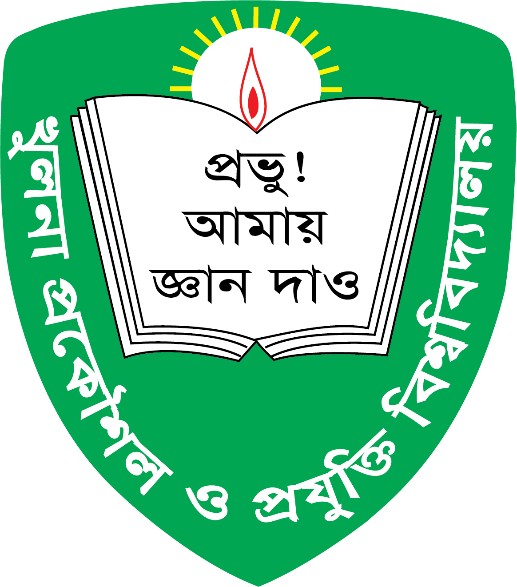 প্রভু!
আমায়
জ্ঞান দাও
খুলনা প্রকৌশল ও প্রযুক্তি বিশ্ববিদ্যালয়